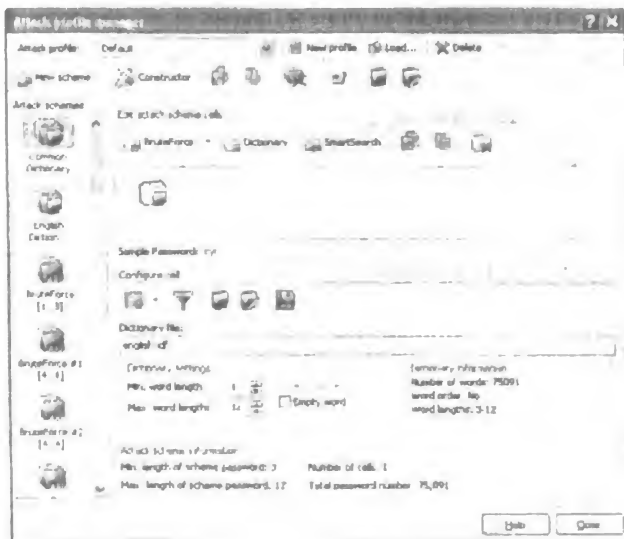 Attack profile manager
Attack profile: Default New profile Load... Delete
New scheme Constructor
Attack schemes
Edit attack scheme cells
BruteForce Dictionary SmartSearch
Common Dictionary
English Diction
Sample Password:
Configure cell
BruteForce [1..3]
Dictionary file:
english
BruteForce #1 [4..4]
Dictionary settings
Min. word length
Max. word length:
Empty word
Dictionary information
Number of words: 75091
word order: No
word lengths: 3-12
BruteForce #2
Attack scheme information
Min. length of scheme password: 3
Number of cells: 1
Max. length of scheme password: 12
Total password number: 75,091
Help Close